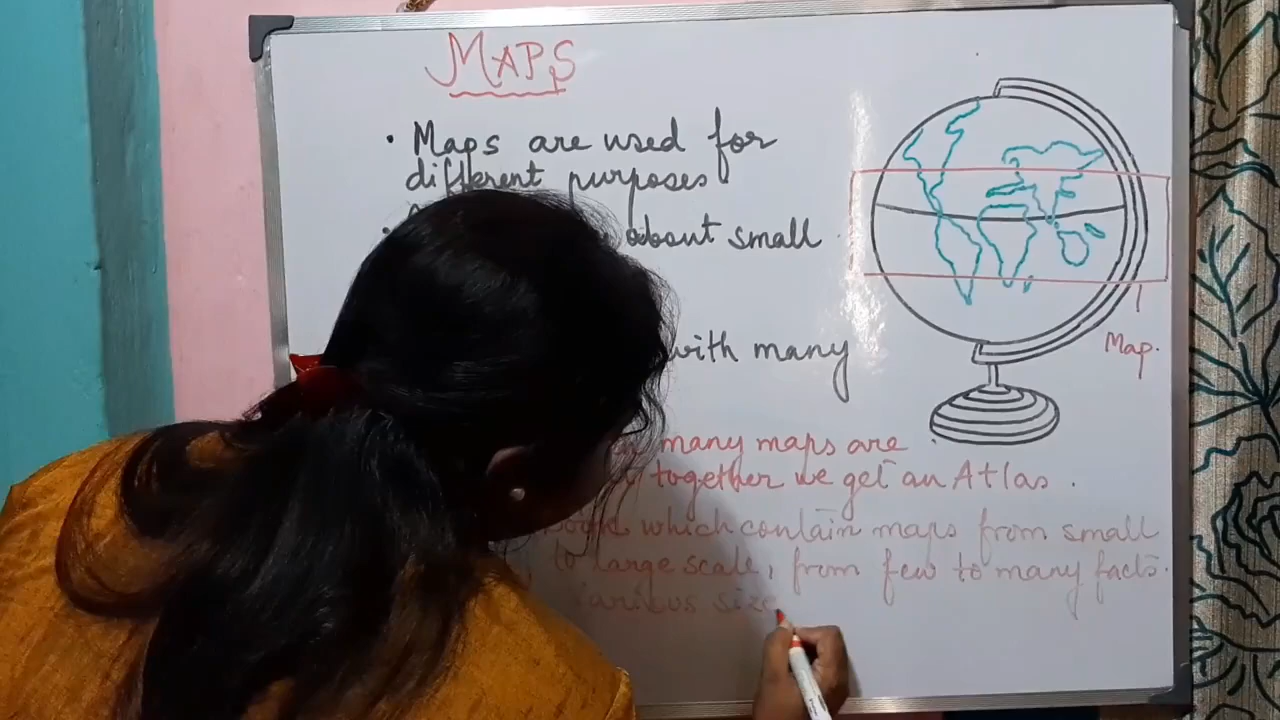 MAPS
• Maps are used for
different purposes
about small
with many
Map.
many maps are
together we get an Atlas.
which contain maps from small
to large scale, from few to many facts.
various size